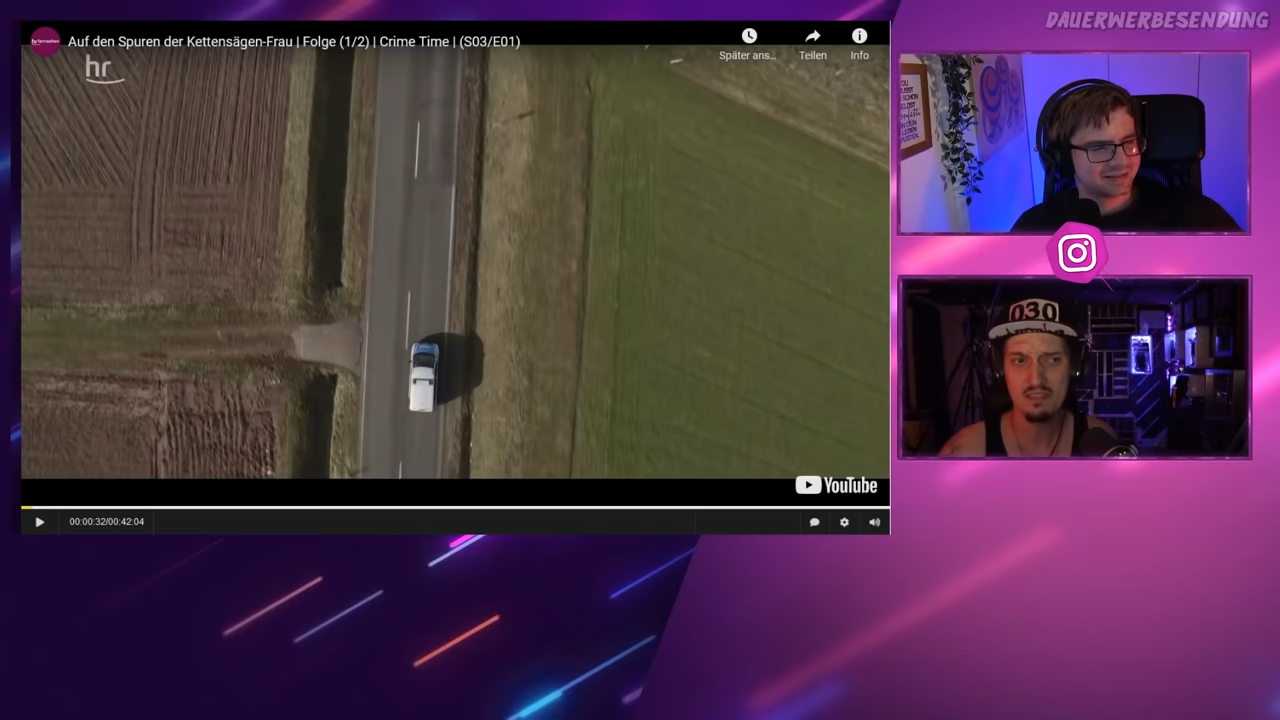 DAUERWERBESENDUNG
Auf den Spuren der Kettensägen-Frau | Folge (1/2) | Crime Time | (S03/E01)
Später ans...
Teilen
Info
hr
YouTube
00:00:32/00:42:04
030